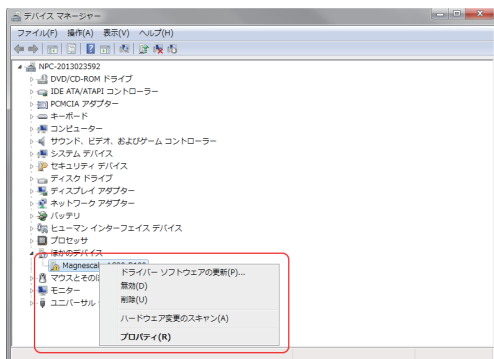 デバイス マネージャー
ファイル(F) 操作(A) 表示(V) ヘルプ(H)
NPC-2013023592
DVD/CD-ROM ドライブ
IDE ATA/ATAPI コントローラー
PCMCIA アダプター
キーボード
コンピューター
サウンド、ビデオ、およびゲーム コントローラー
システム デバイス
セキュリティ デバイス
ディスク ドライブ
ディスプレイ アダプター
ネットワーク アダプター
バッテリ
ヒューマン インターフェイス デバイス
プロセッサ
ほかのデバイス
Magnescale
マウスとその
モニター
ユニバーサル
ドライバー ソフトウェアの更新(P)...
無効(D)
削除(U)
ハードウェア変更のスキャン(A)
プロパティ(R)